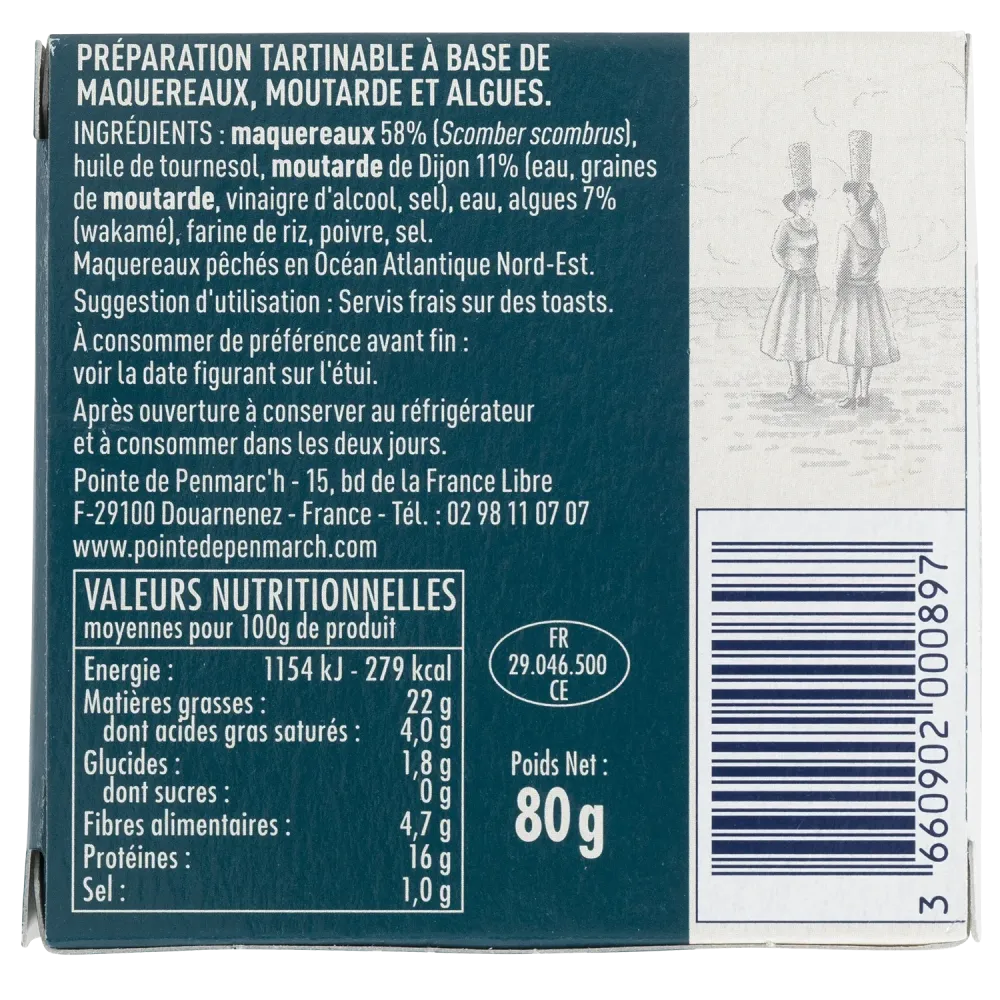 PRÉPARATION TARTINABLE À BASE DE
MAQUEREAUX, MOUTARDE ET ALGUES.
INGRÉDIENTS : maquereaux 58% (Scomber scombrus),
huile de tournesol, moutarde de Dijon 11% (eau, graines
de moutarde, vinaigre d'alcool, sel), eau, algues 7%
(wakamé), farine de riz, poivre, sel.
Maquereaux pêchés en Océan Atlantique Nord-Est.
Suggestion d'utilisation : Servis frais sur des toasts.
À consommer de préférence avant fin :
voir la date figurant sur l'étui.
Après ouverture à conserver au réfrigérateur
et à consommer dans les deux jours.
Pointe de Penmarc'h - 15, bd de la France Libre
F-29100 Douarnenez - France - Tél. : 02 98 11 07 07
www.pointedepenmarch.com
VALEURS NUTRITIONNELLES
moyennes pour 100g de produit
Energie : 1154 kJ - 279 kcal
Matières grasses : 22 g
dont acides gras saturés : 4,0 g
Glucides : 1,8 g
dont sucres : 0 g
Fibres alimentaires : 4,7 g
Protéines : 16 g
Sel : 1,0 g
FR
29.046.500
CE
Poids Net :
80 g
3 660902 000897